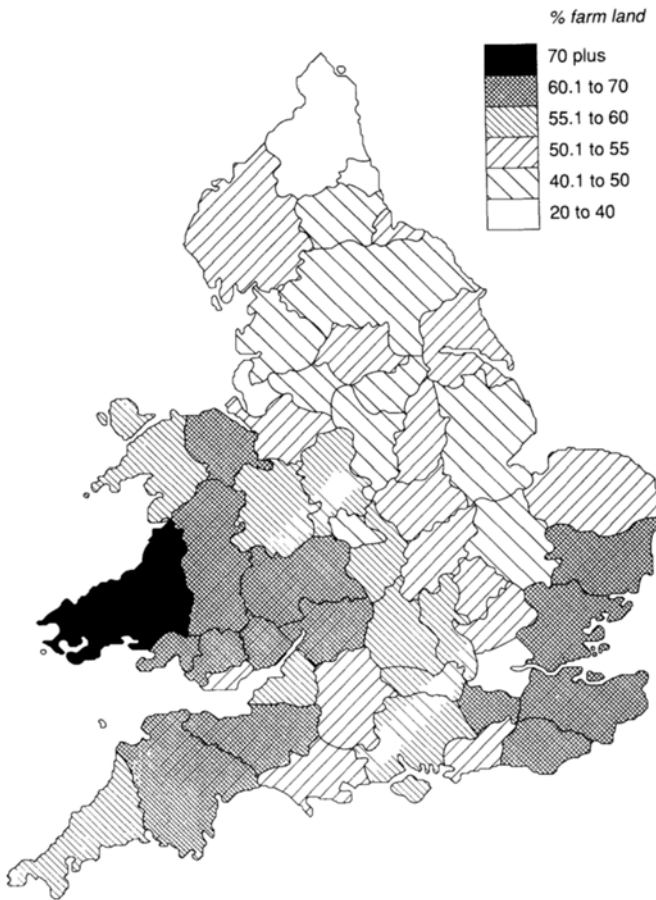 % farm land
70 plus
60.1 to 70
55.1 to 60
50.1 to 55
40.1 to 50
20 to 40